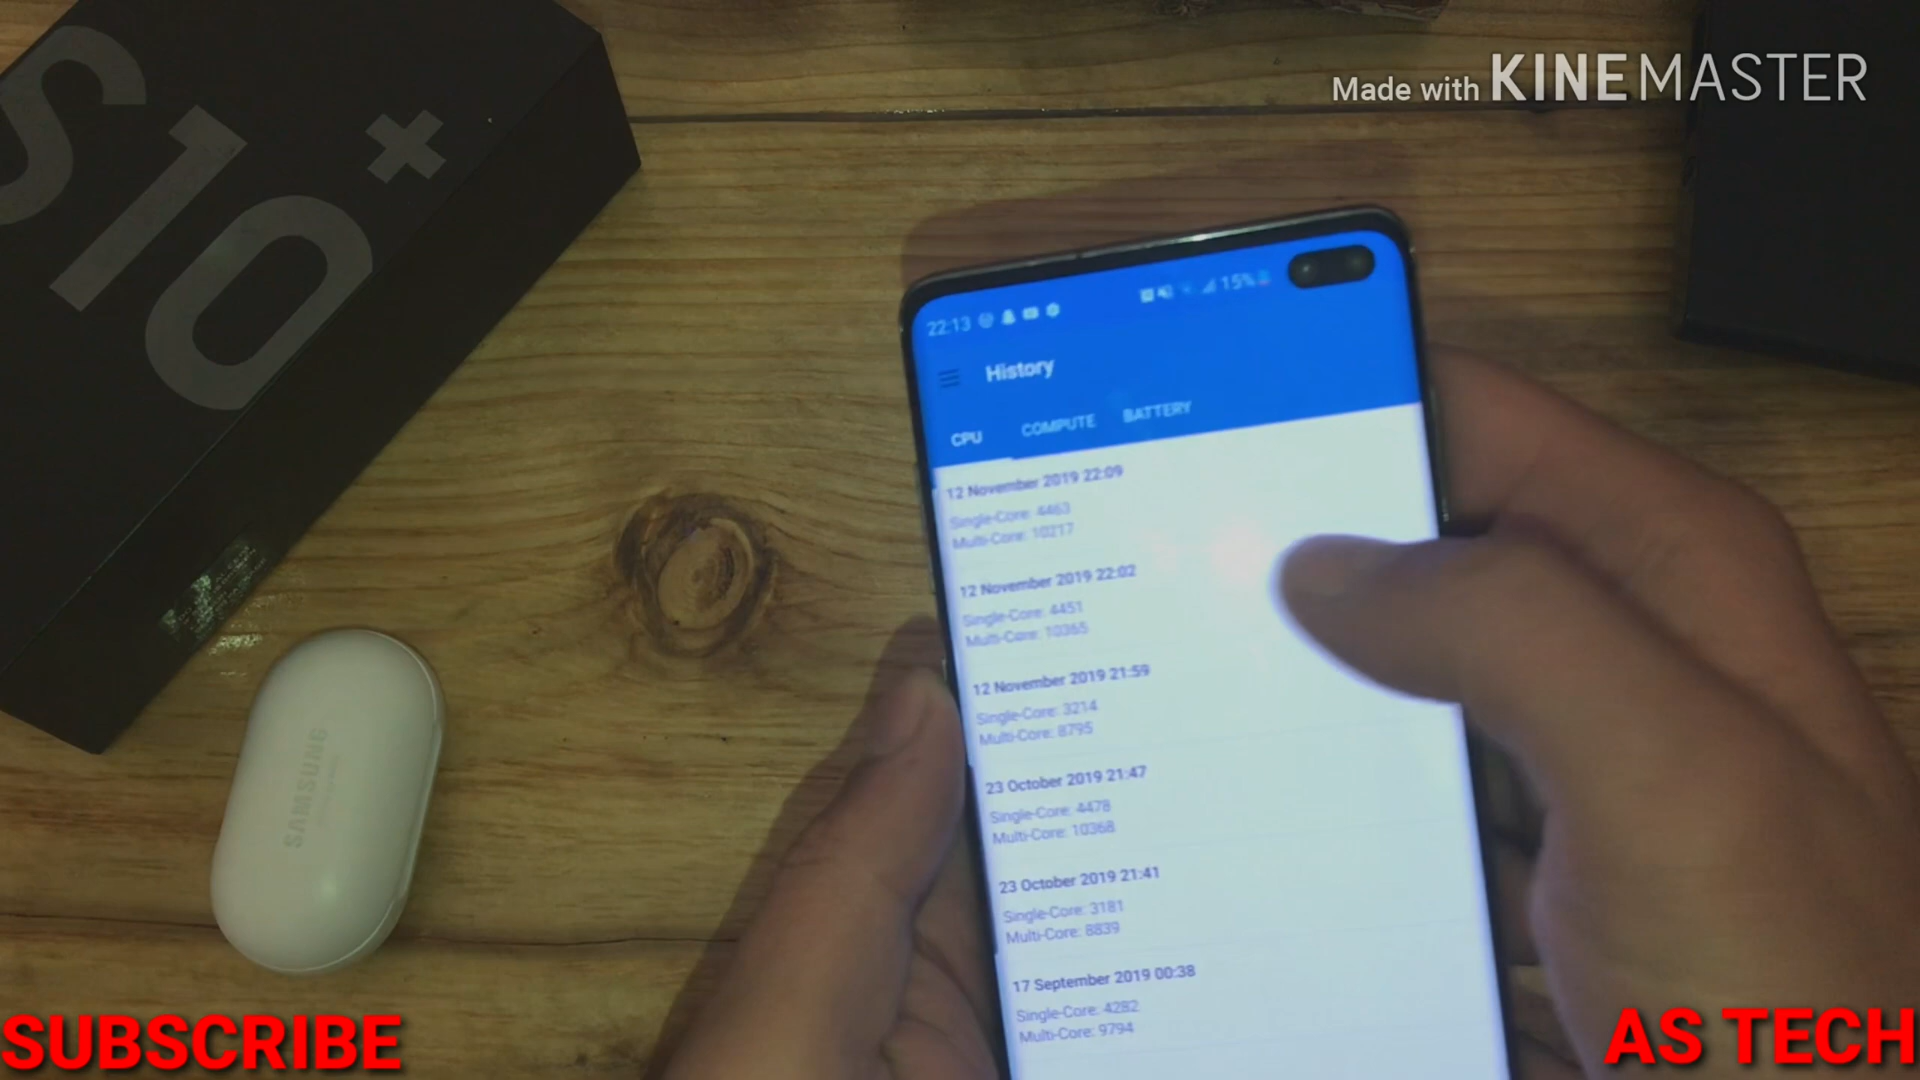 S10+
Made with KINEMASTER
22:13
15%
History
CPU COMPUTE BATTERY
12 November 2019 22:09
Single-Core: 4463
Multi-Core: 10217
12 November 2019 22:02
Single-Core: 4451
Multi-Core: 10365
12 November 2019 21:59
Single-Core: 3214
Multi-Core: 8795
23 October 2019 21:47
Single-Core: 4478
Multi-Core: 10368
23 October 2019 21:41
Single-Core: 3181
Multi-Core: 8839
17 September 2019 00:38
Single-Core: 4282
Multi-Core: 9794
SAMSUNG
SUBSCRIBE
AS TECH